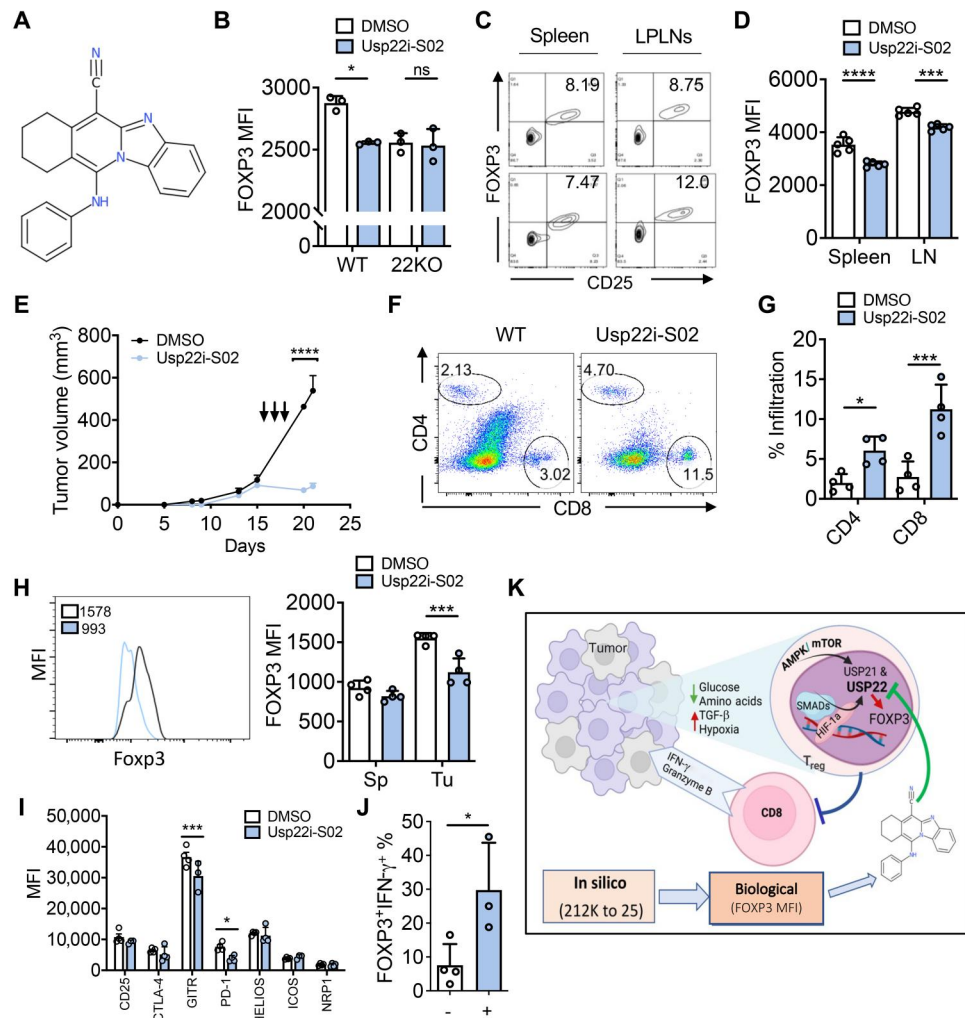 A
N
C
N
N
NH
B
DMSO
Usp22i-S02
*
ns
FOXP3 MFI
3000
2500
2000
0
WT
22KO
C
Spleen
LPLNs
8.19
8.75
7.47
12.0
FOXP3
CD25
D
DMSO
Usp22i-S02
****
***
FOXP3 MFI
6000
4000
2000
0
Spleen
LN
E
DMSO
Usp22i-S02
****
Tumor volume (mm3)
800
600
400
200
0
0 5 10 15 20 25
Days
F
WT
Usp22i-S02
2.13
4.70
3.02
11.5
CD4
CD8
G
DMSO
Usp22i-S02
*
***
% Infiltration
20
15
10
5
0
CD4
CD8
H
1578
993
MFI
Foxp3
DMSO
Usp22i-S02
***
FOXP3 MFI
2000
1500
1000
500
0
Sp
Tu
I
DMSO
Usp22i-S02
***
*
MFI
50,000
40,000
30,000
20,000
10,000
0
CD25
CTLA-4
GITR
PD-1
HELIOS
ICOS
NRP1
J
*
FOXP3+IFN-γ+ %
50
40
30
20
10
0
-
+
K
Tumor
Glucose
Amino acids
TGF-β
Hypoxia
AMPK/ mTOR
USP21 &
USP22
SMADs
HIF-1a
FOXP3
Treg
IFN-γ
Granzyme B
CD8
N
C
N
N
NH
In silico
(212K to 25)
Biological
(FOXP3 MFI)